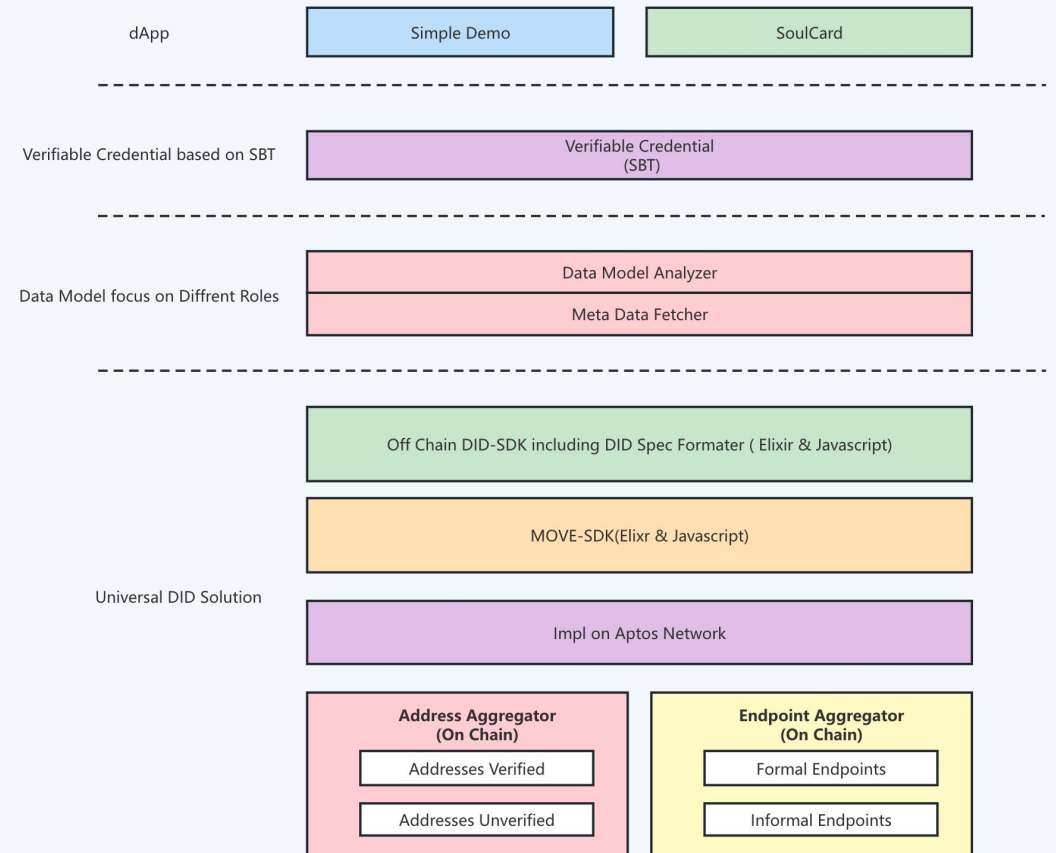 dApp
Simple Demo
SoulCard
Verifiable Credential based on SBT
Verifiable Credential
(SBT)
Data Model focus on Diffrent Roles
Data Model Analyzer
Meta Data Fetcher
Universal DID Solution
Off Chain DID-SDK including DID Spec Formater ( Elixir & Javascript)
MOVE-SDK(Elixr & Javascript)
Impl on Aptos Network
Address Aggregator
(On Chain)
Addresses Verified
Addresses Unverified
Endpoint Aggregator
(On Chain)
Formal Endpoints
Informal Endpoints